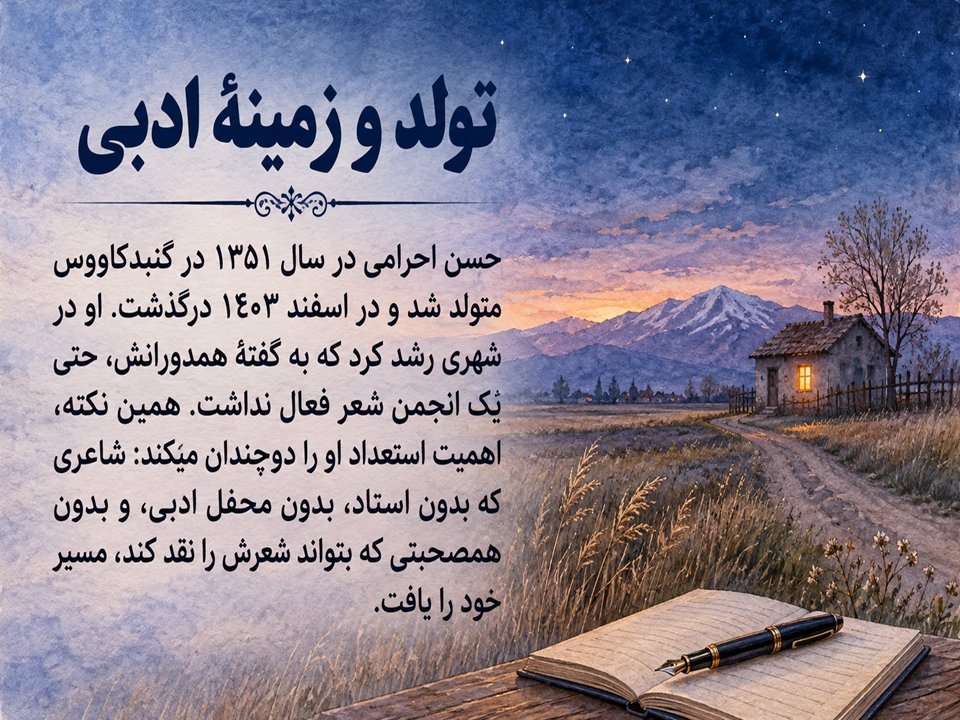 تولد و زمینهٔ ادبی
حسن احرامی در سال ۱۳۵۱ در گنبدکاووس
متولد شد و در اسفند ۱٤۰۳ درگذشت. او در
شهری رشد کرد که به گفتهٔ همدورانش، حتی
یک انجمن شعر فعال نداشت. همین نکته،
اهمیت استعداد او را دوچندان میکند: شاعری
که بدون استاد، بدون محفل ادبی، و بدون
همصحبتی که بتواند شعرش را نقد کند، مسیر
خود را یافت.